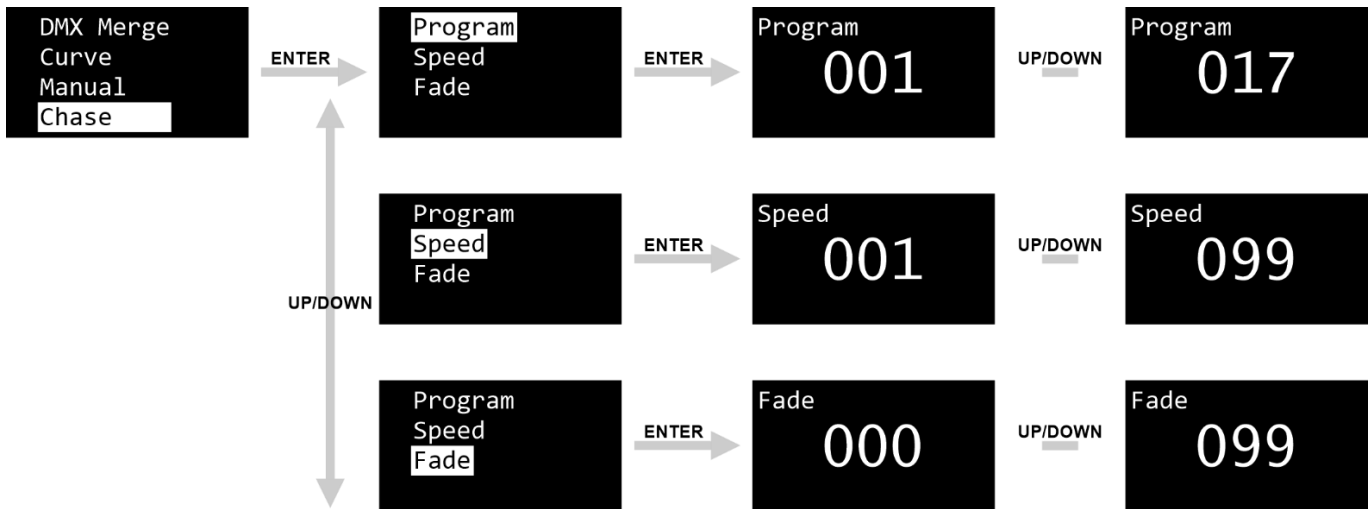 DMX Merge
Curve
Manual
Chase
ENTER
Program
Speed
Fade
ENTER
Program
001
UP/DOWN
Program
017
UP/DOWN
Program
Speed
Fade
ENTER
Speed
001
UP/DOWN
Speed
099
Program
Speed
Fade
ENTER
Fade
000
UP/DOWN
Fade
099